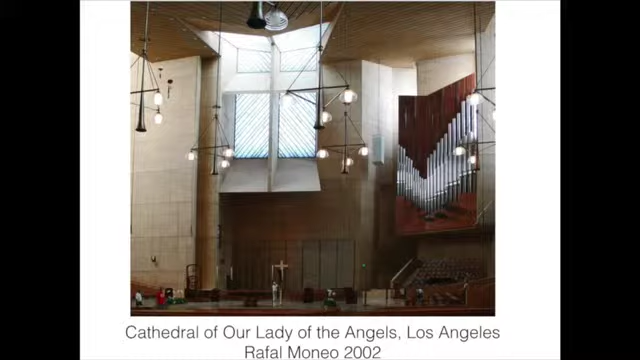 Cathedral of Our Lady of the Angels, Los Angeles
Rafal Moneo 2002